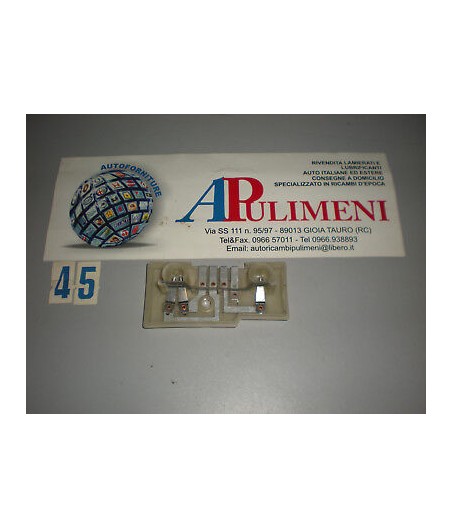 AUTOFORNITURE
APULIMENI
RIVENDITA LAMIERATI E
LUBRIFICANTI
AUTO ITALIANE ED ESTERE
CONSEGNE A DOMICILIO
SPECIALIZZATO IN RICAMBI D'EPOCA
Via SS 111 n. 95/97 - 89013 GIOIA TAURO (RC)
Tel&Fax. 0966 57011 - Tel 0966.938893
Email: autoricambipulimeni@libero.it
45